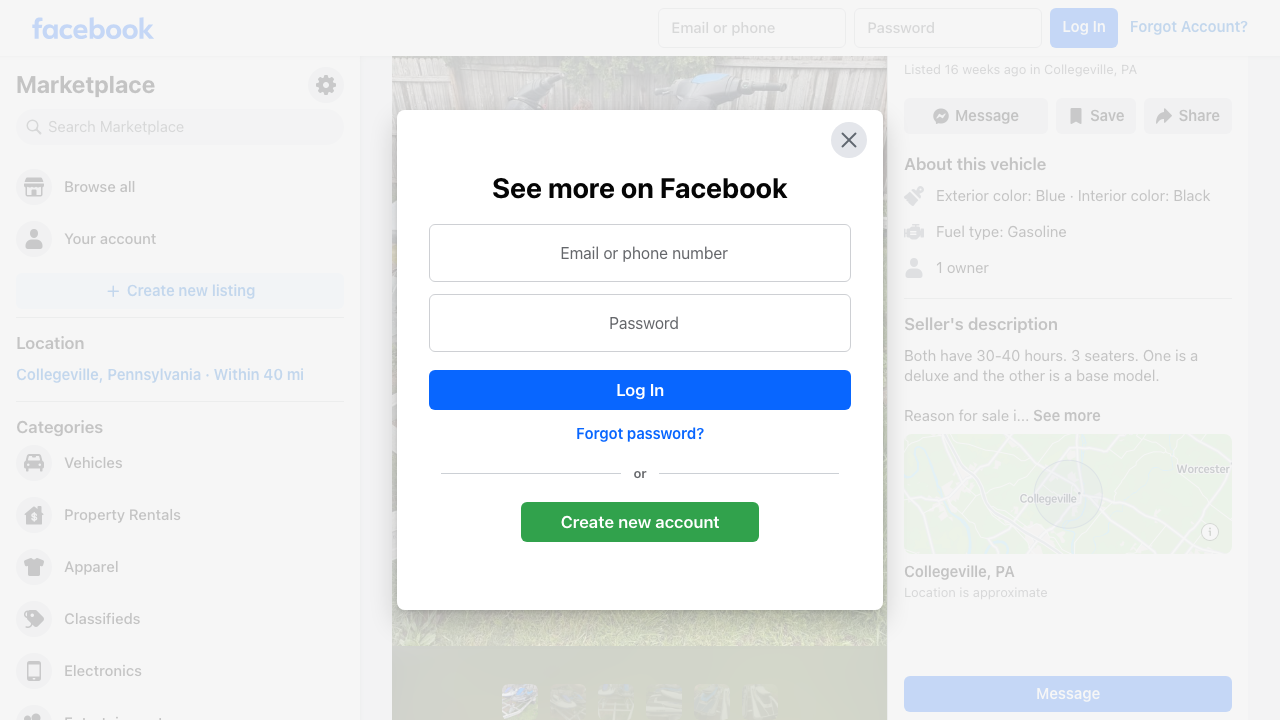 facebook
Email or phone
Password
Log In
Forgot Account?
Marketplace
Search Marketplace
Browse all
Your account
Create new listing
Location
Collegeville, Pennsylvania · Within 40 mi
Categories
Vehicles
Property Rentals
Apparel
Classifieds
Electronics
See more on Facebook
Email or phone number
Password
Log In
Forgot password?
or
Create new account
Listed 16 weeks ago in Collegeville, PA
Message
Save
Share
About this vehicle
Exterior color: Blue · Interior color: Black
Fuel type: Gasoline
1 owner
Seller's description
Both have 30-40 hours. 3 seaters. One is a
deluxe and the other is a base model.
Reason for sale i... See more
Worcester
Collegeville
Collegeville, PA
Location is approximate
Message